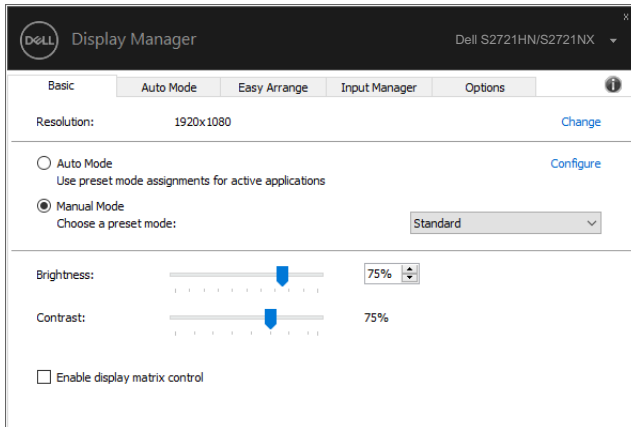 DELL Display Manager Dell S2721HN/S2721NX
x
Basic Auto Mode Easy Arrange Input Manager Options
Resolution: 1920x1080 Change
Auto Mode Configure
Use preset mode assignments for active applications
Manual Mode
Choose a preset mode: Standard
Brightness: 75%
Contrast: 75%
Enable display matrix control